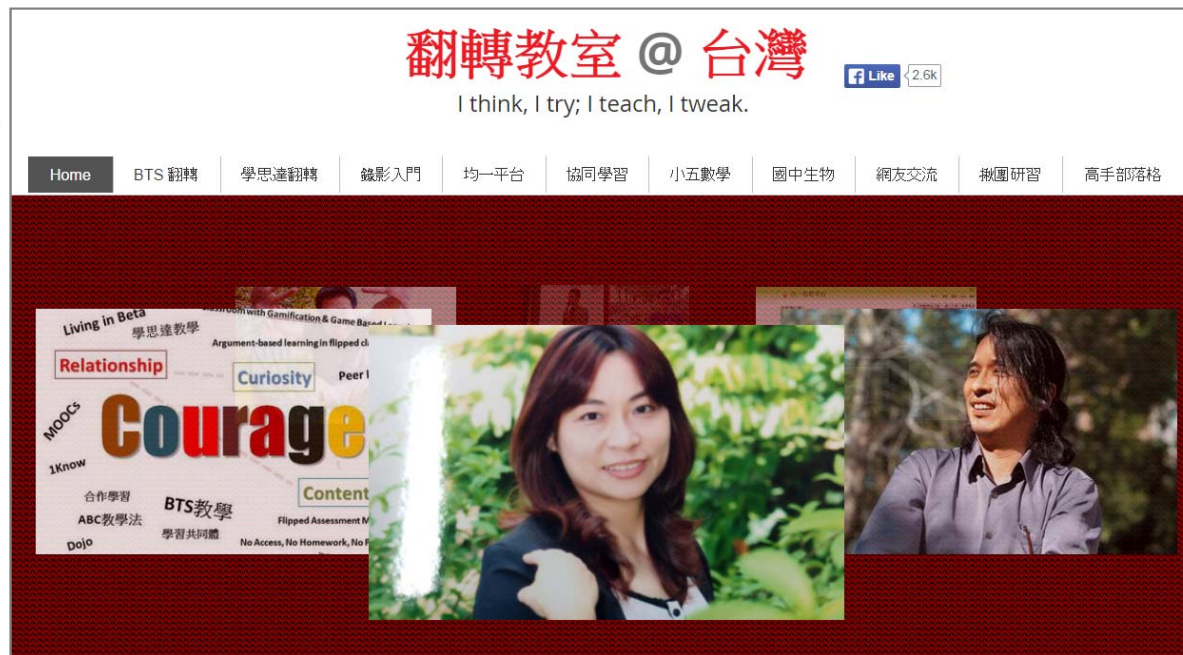 翻轉教室 @ 台灣
Like 2.6k
I think, I try; I teach, I tweak.
Home BTS 翻轉 學思達翻轉 錄影入門 均一平台 協同學習 小五數學 國中生物 網友交流 揪團研習 高手部落格
Living in Beta
學思達教學
with Gamification & Game Based
Argument-based learning in flipped
Relationship
Curiosity
Peer
MOOCs
Courage
1Know
合作學習
BTS教學
Content
ABC教學法
Flipped Assessment
Dojo
學習共同體
No Access, No Homework, No